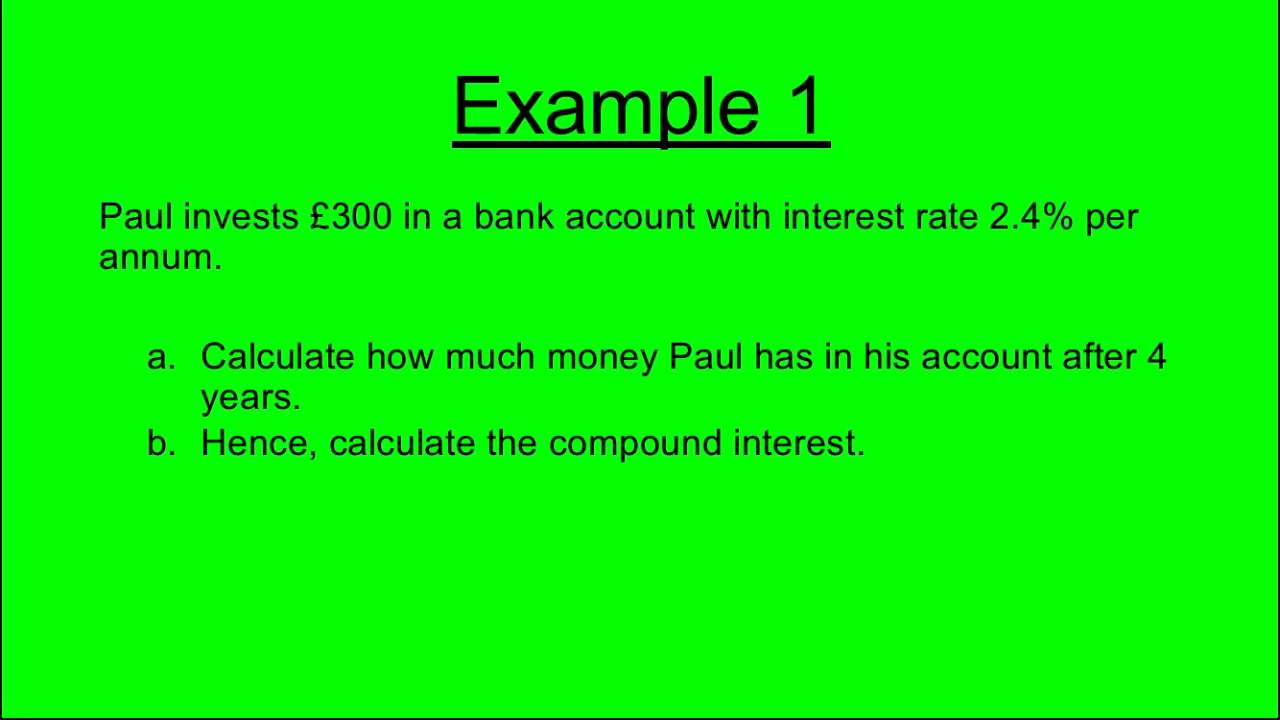 Example 1
Paul invests £300 in a bank account with interest rate 2.4% per
annum.
a. Calculate how much money Paul has in his account after 4
years.
b. Hence, calculate the compound interest.